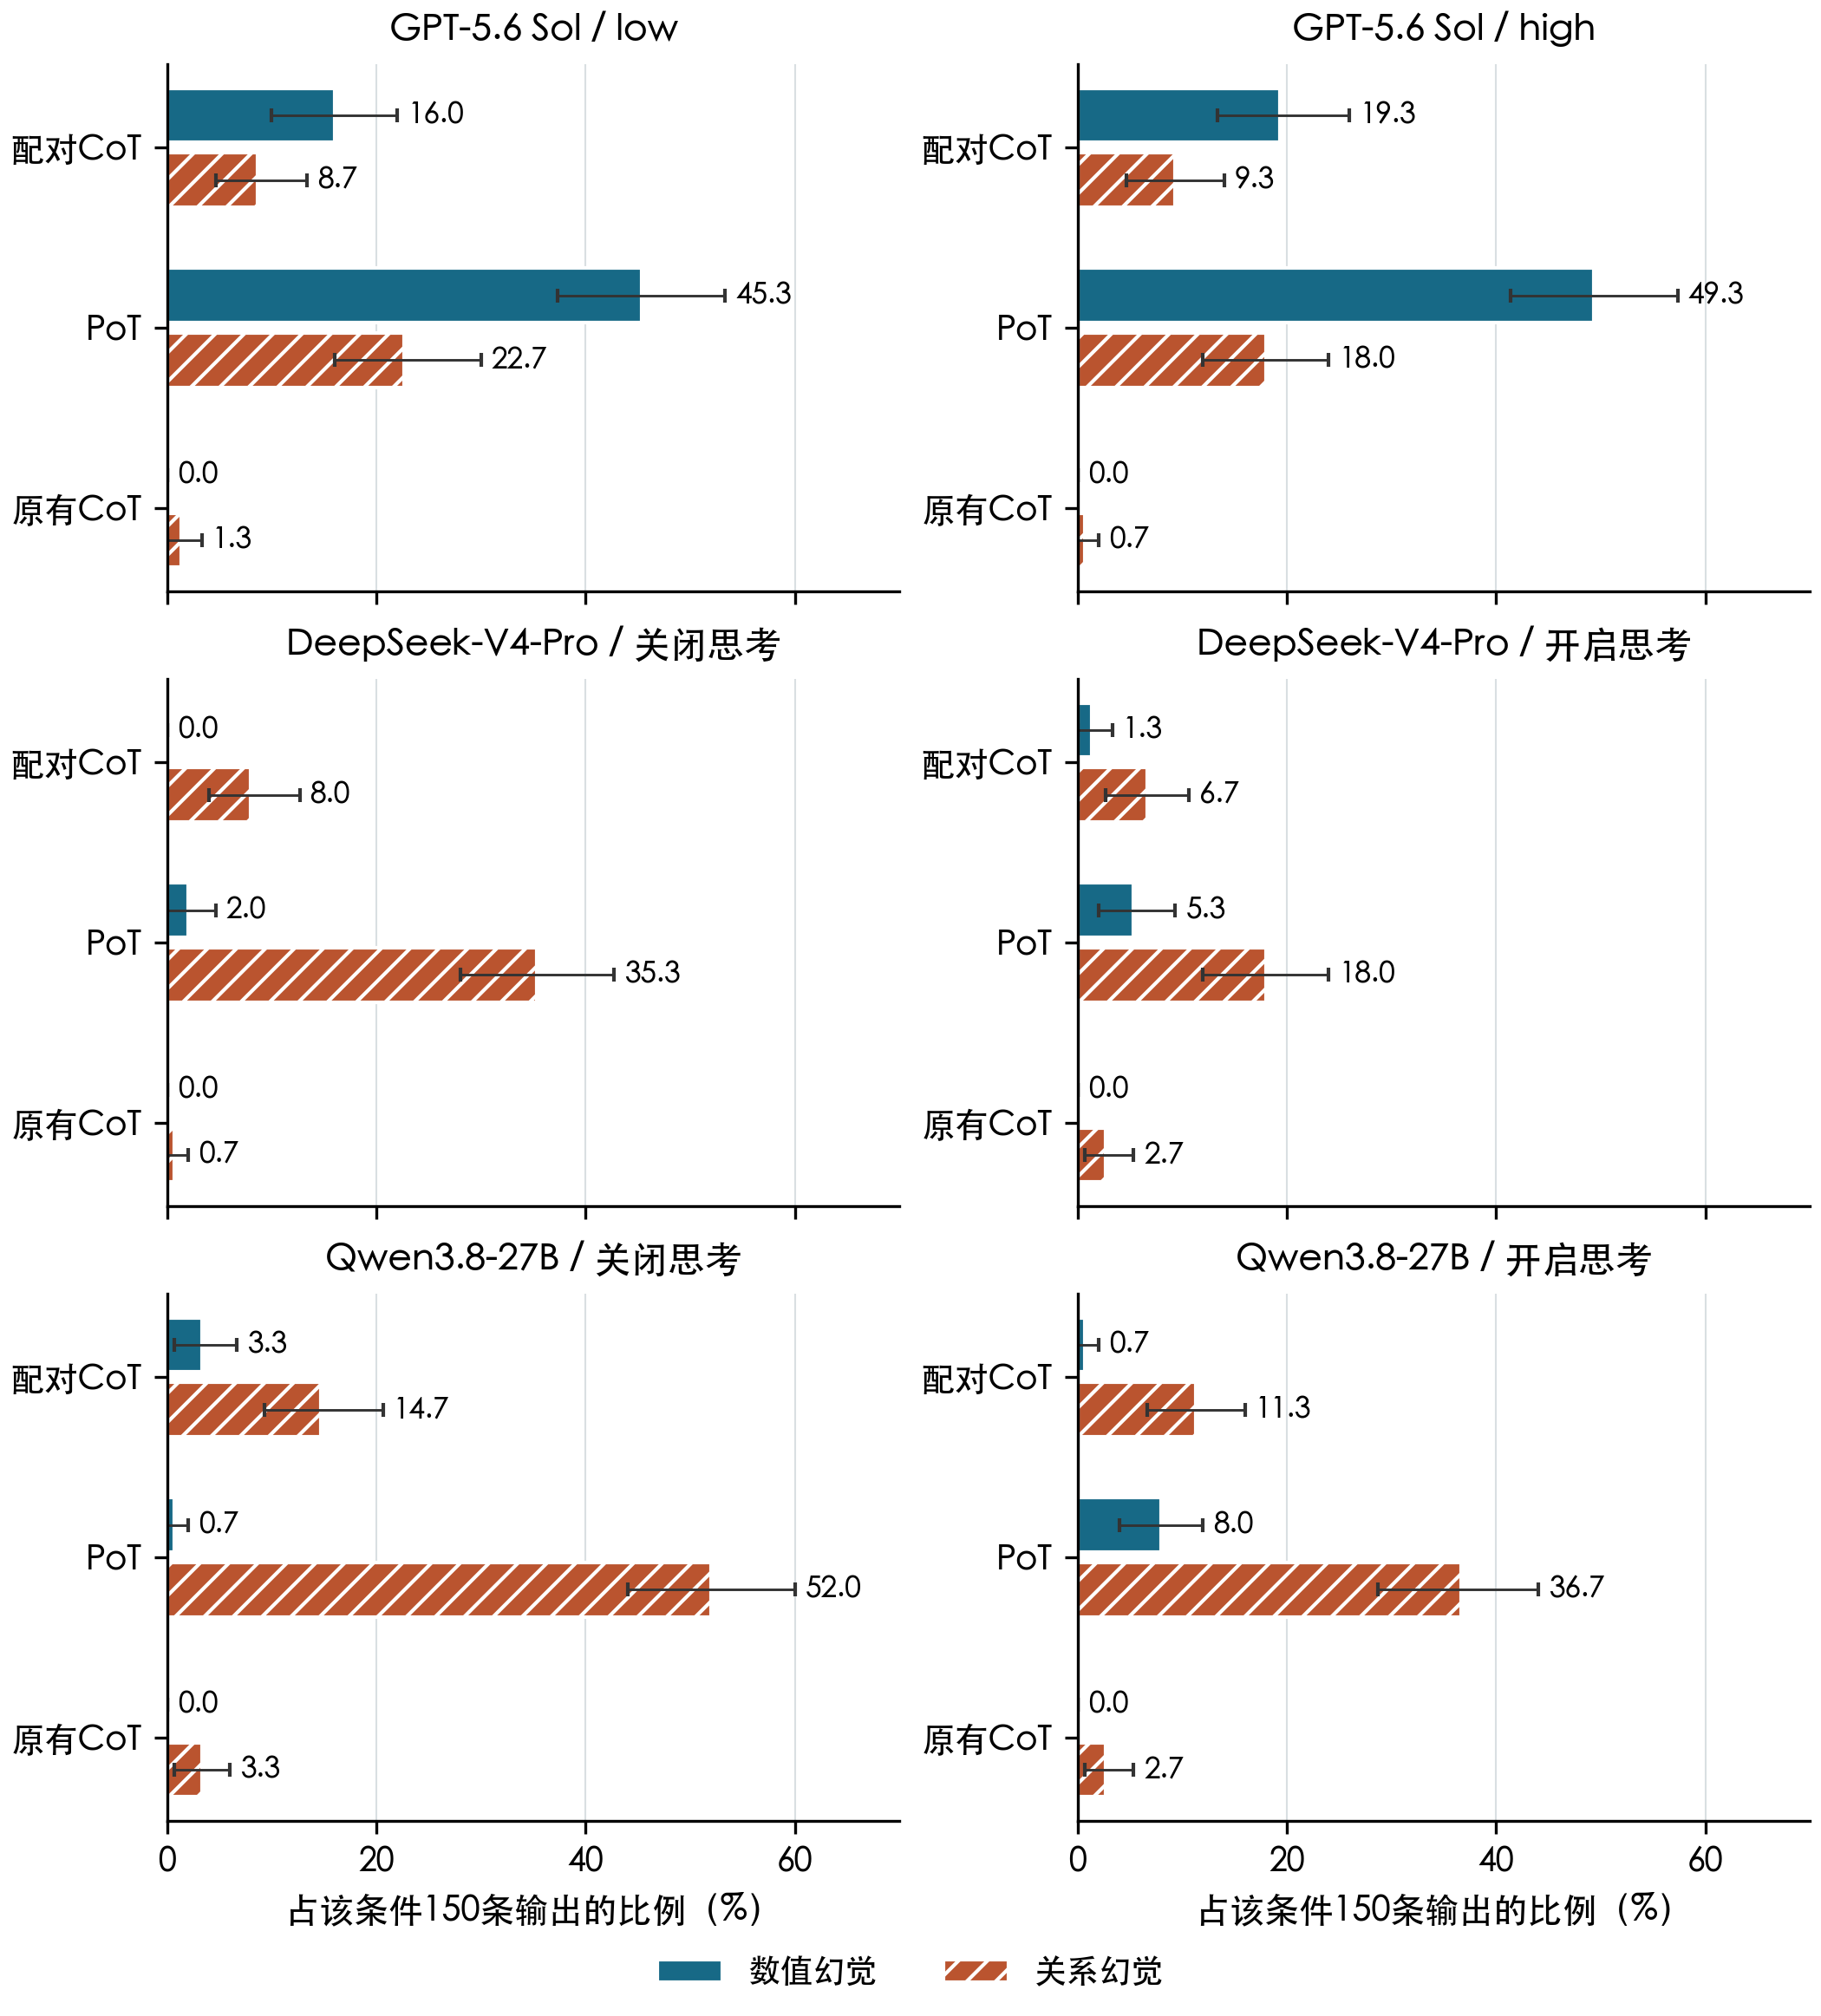 GPT-5.6 Sol / low
配对CoT
16.0
8.7
PoT
45.3
22.7
原有CoT
0.0
1.3
GPT-5.6 Sol / high
配对CoT
19.3
9.3
PoT
49.3
18.0
原有CoT
0.0
0.7
DeepSeek-V4-Pro / 关闭思考
配对CoT
0.0
8.0
PoT
2.0
35.3
原有CoT
0.0
0.7
DeepSeek-V4-Pro / 开启思考
配对CoT
1.3
6.7
PoT
5.3
18.0
原有CoT
0.0
2.7
Qwen3.8-27B / 关闭思考
配对CoT
3.3
14.7
PoT
0.7
52.0
原有CoT
0.0
3.3
0 20 40 60
占该条件150条输出的比例（%）
Qwen3.8-27B / 开启思考
配对CoT
0.7
11.3
PoT
8.0
36.7
原有CoT
0.0
2.7
0 20 40 60
占该条件150条输出的比例（%）
数值幻觉 关系幻觉